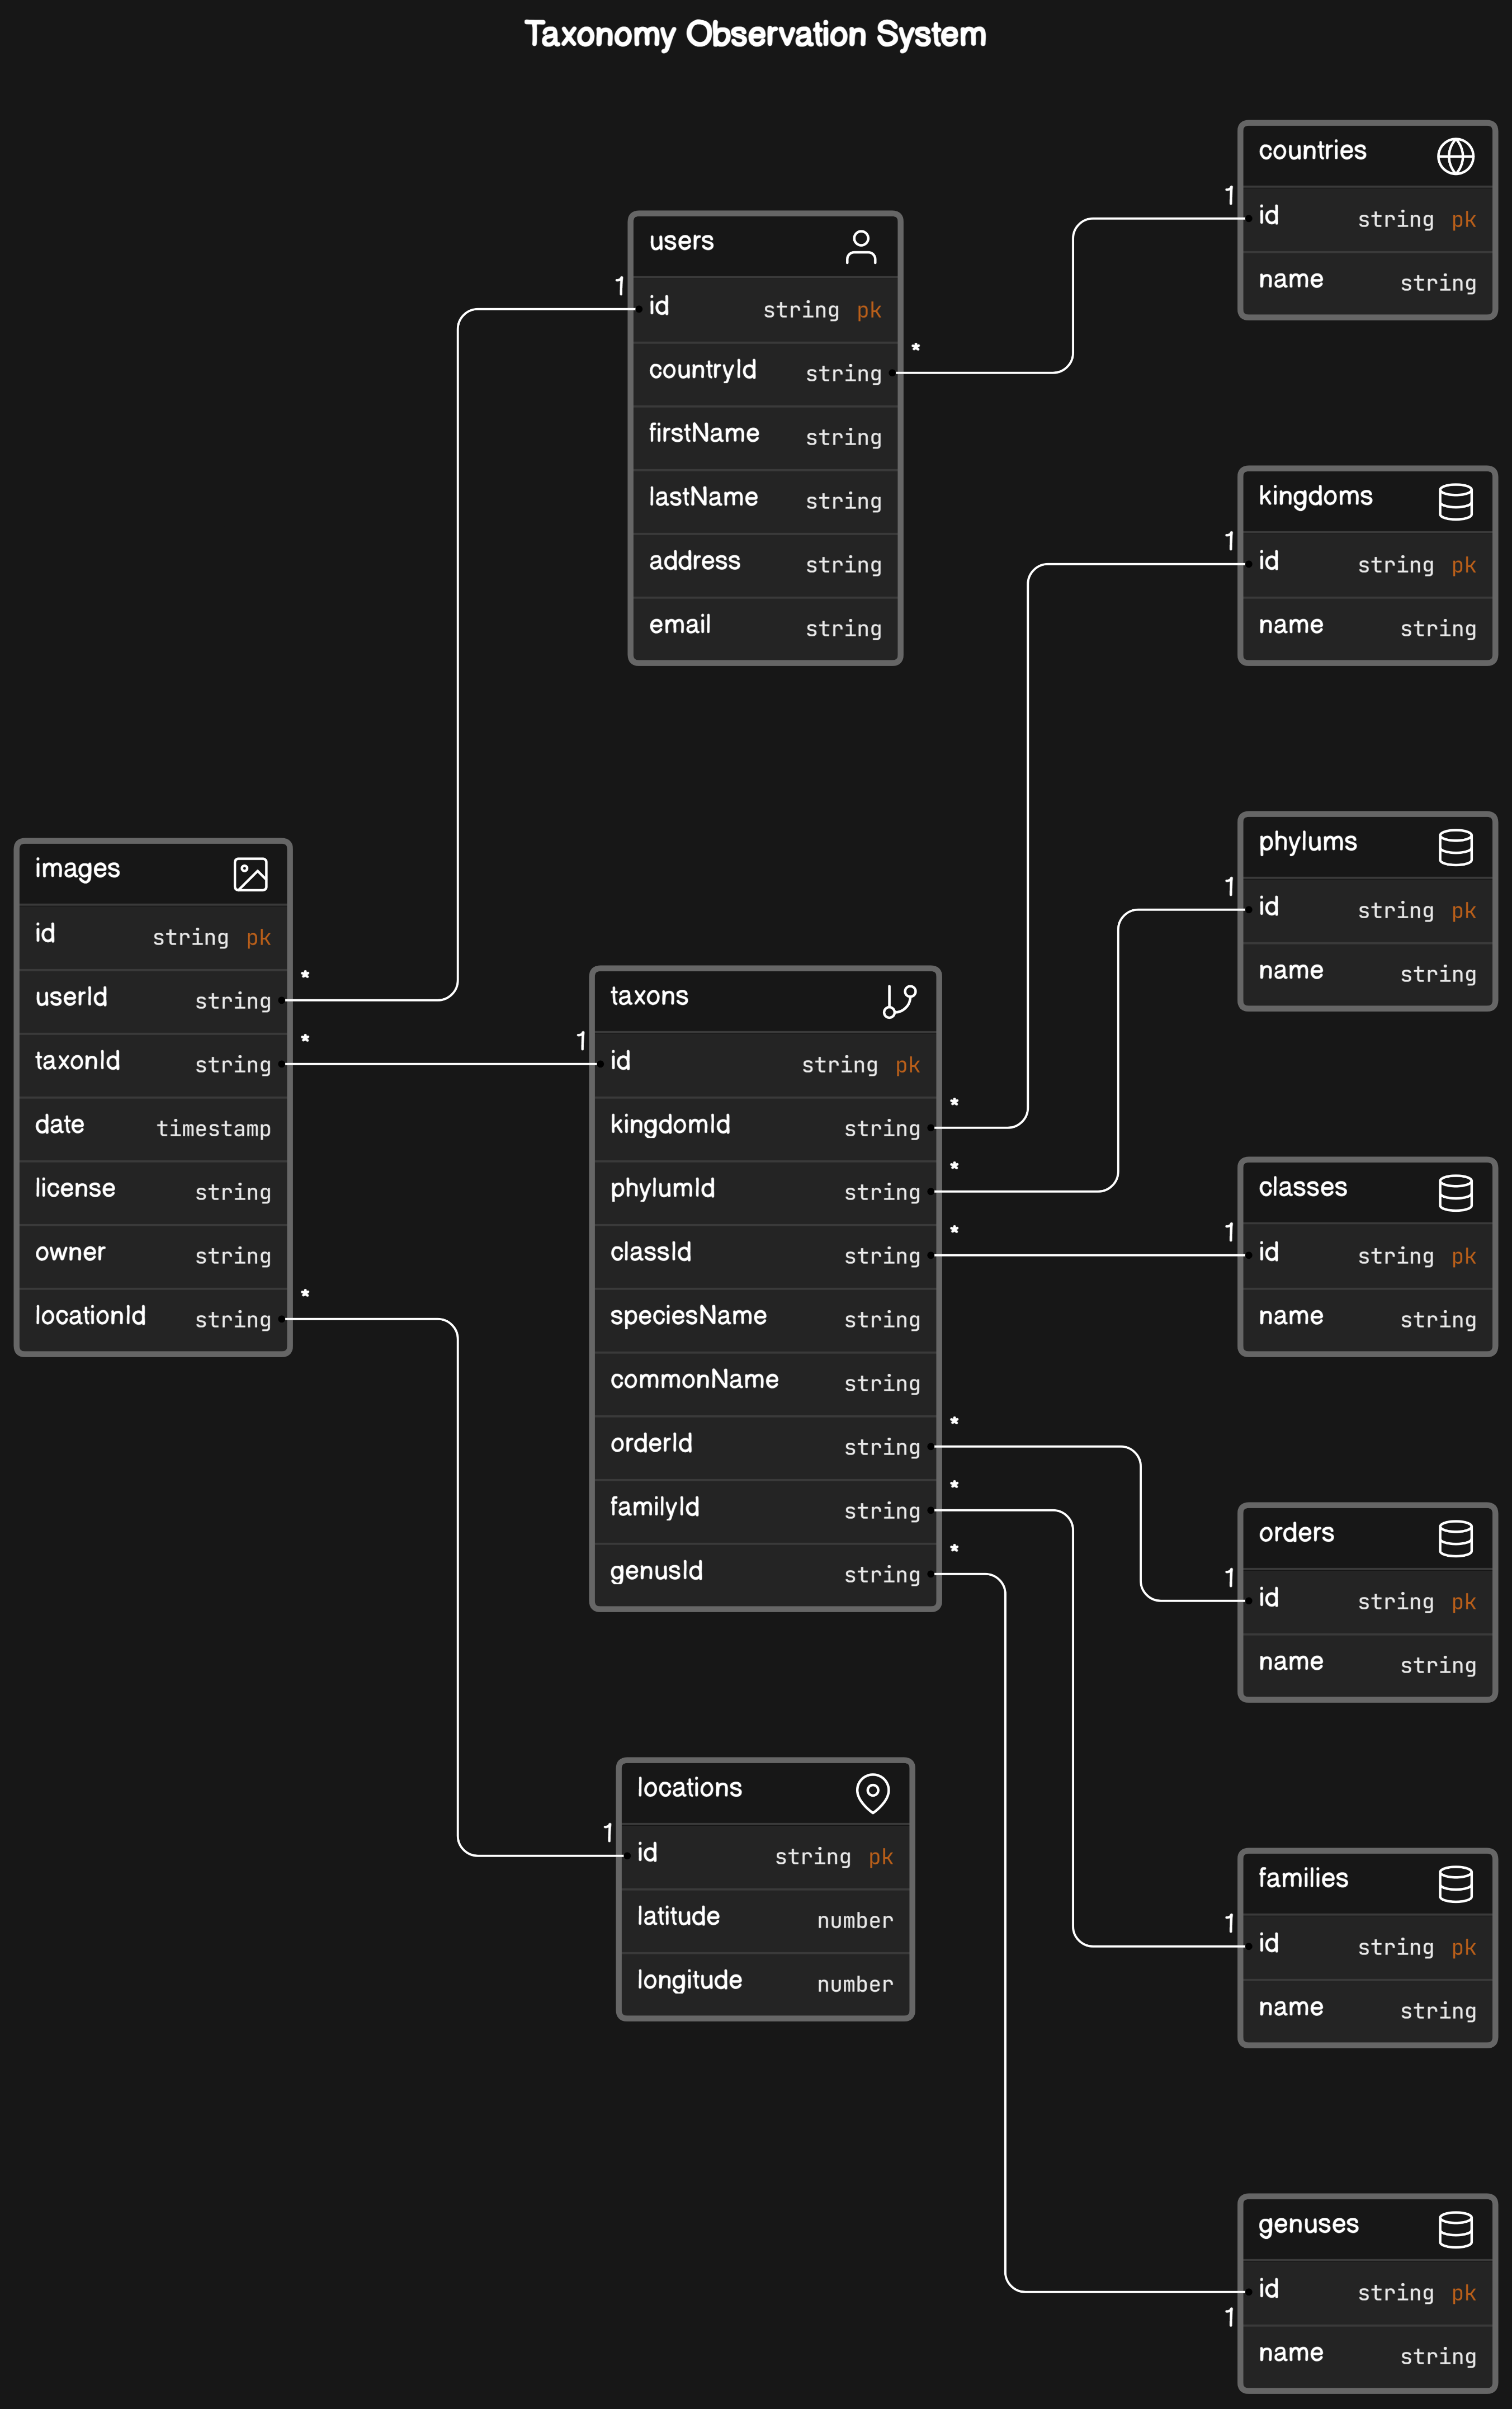 Taxonomy Observation System
countries
1
id string pk
name string
users
1
id string pk
countryId string
*
firstName string
lastName string
address string
email string
kingdoms
1
id string pk
name string
phylums
1
id string pk
name string
images
id string pk
userId string
*
taxonId string
*
date timestamp
license string
owner string
locationId string
*
taxons
1
id string pk
kingdomId string
*
phylumId string
*
classId string
*
speciesName string
commonName string
orderId string
*
familyId string
*
genusId string
*
classes
1
id string pk
name string
orders
1
id string pk
name string
locations
1
id string pk
latitude number
longitude number
families
1
id string pk
name string
genuses
id string pk
1
name string